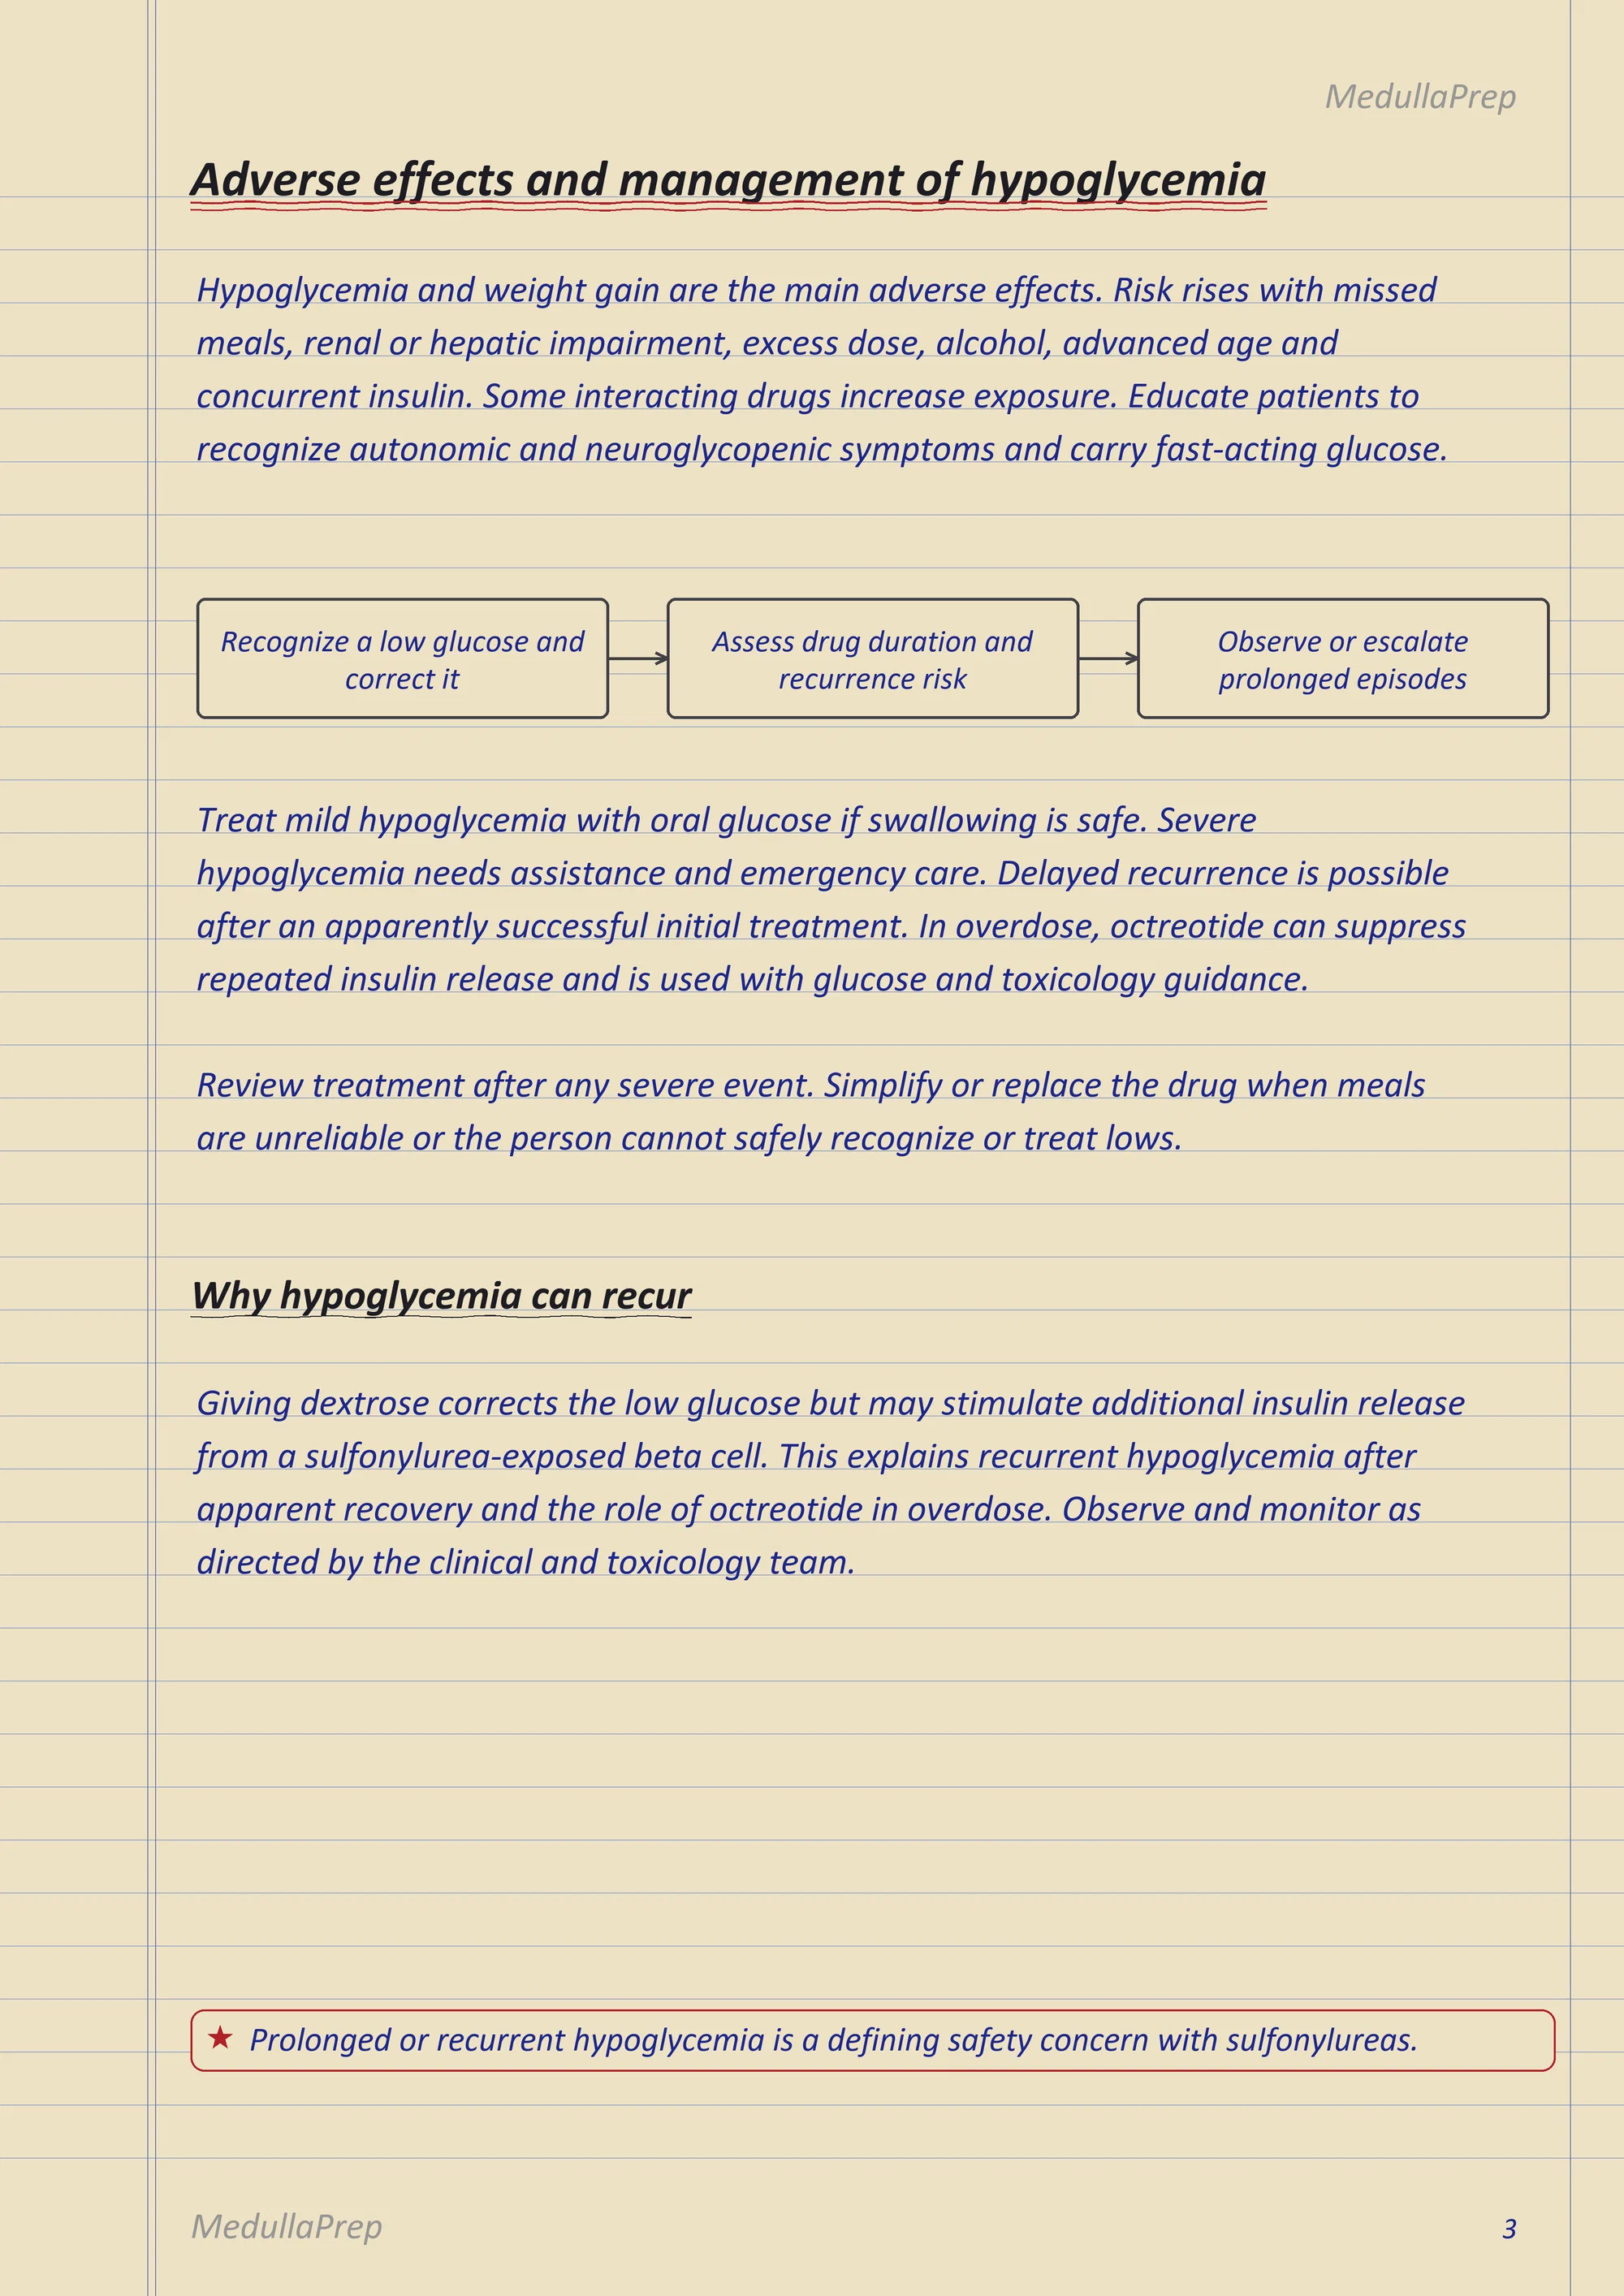 MedullaPrep
Adverse effects and management of hypoglycemia
Hypoglycemia and weight gain are the main adverse effects. Risk rises with missed
meals, renal or hepatic impairment, excess dose, alcohol, advanced age and
concurrent insulin. Some interacting drugs increase exposure. Educate patients to
recognize autonomic and neuroglycopenic symptoms and carry fast-acting glucose.
Recognize a low glucose and
correct it
Assess drug duration and
recurrence risk
Observe or escalate
prolonged episodes
Treat mild hypoglycemia with oral glucose if swallowing is safe. Severe
hypoglycemia needs assistance and emergency care. Delayed recurrence is possible
after an apparently successful initial treatment. In overdose, octreotide can suppress
repeated insulin release and is used with glucose and toxicology guidance.
Review treatment after any severe event. Simplify or replace the drug when meals
are unreliable or the person cannot safely recognize or treat lows.
Why hypoglycemia can recur
Giving dextrose corrects the low glucose but may stimulate additional insulin release
from a sulfonylurea-exposed beta cell. This explains recurrent hypoglycemia after
apparent recovery and the role of octreotide in overdose. Observe and monitor as
directed by the clinical and toxicology team.
★ Prolonged or recurrent hypoglycemia is a defining safety concern with sulfonylureas.
MedullaPrep
3